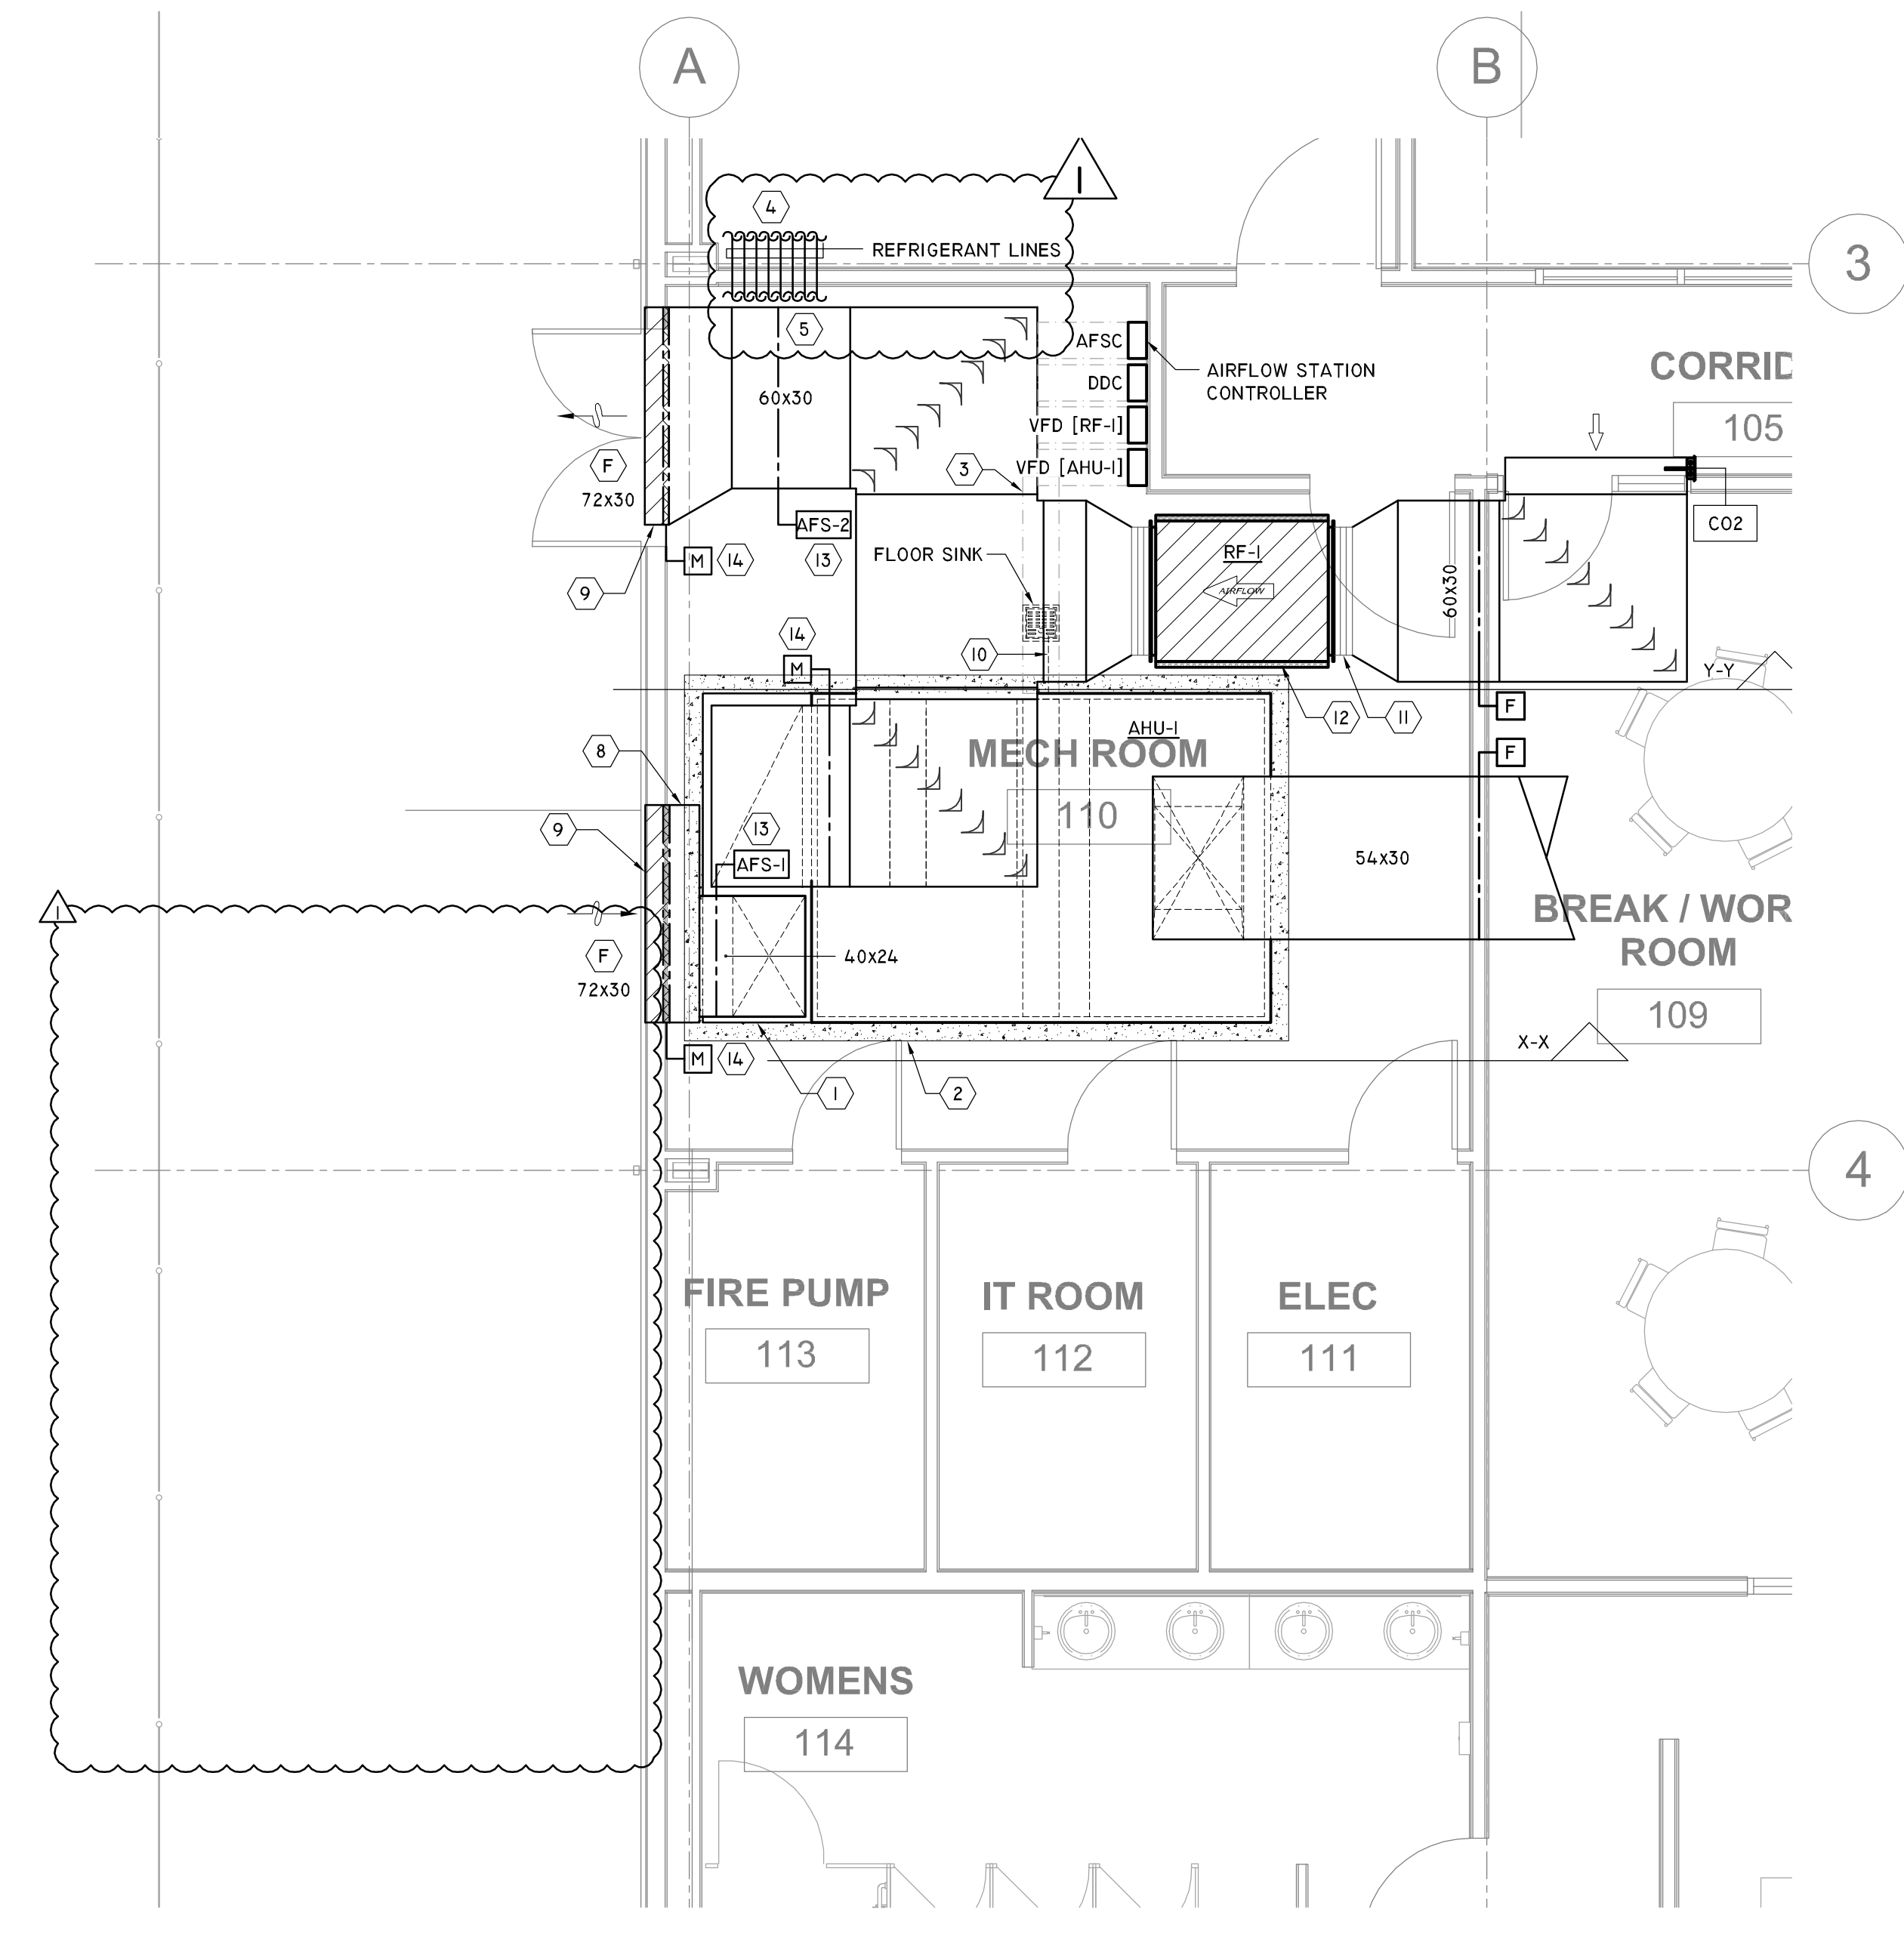 A
B
1
4
REFRIGERANT LINES
3
5
AFSC
AIRFLOW STATION
CONTROLLER
DDC
60x30
VFD [RF-1]
VFD [AHU-1]
CORRID
105
F
72x30
3
AFS-2
CO2
M
14
13
FLOOR SINK
RF-1
AIRFLOW
60x30
9
14
M
10
Y-Y
12
11
F
8
AHU-1
MECH ROOM
F
110
9
13
AFS-1
54x30
1
BREAK / WOR
ROOM
109
F
72x30
40x24
M
14
X-X
1
2
4
FIRE PUMP
113
IT ROOM
112
ELEC
111
WOMENS
114